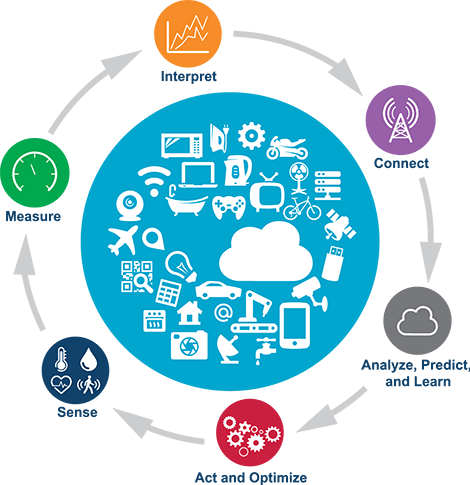 Interpret
Connect
Measure
Analyze, Predict,
and Learn
Sense
Act and Optimize
@